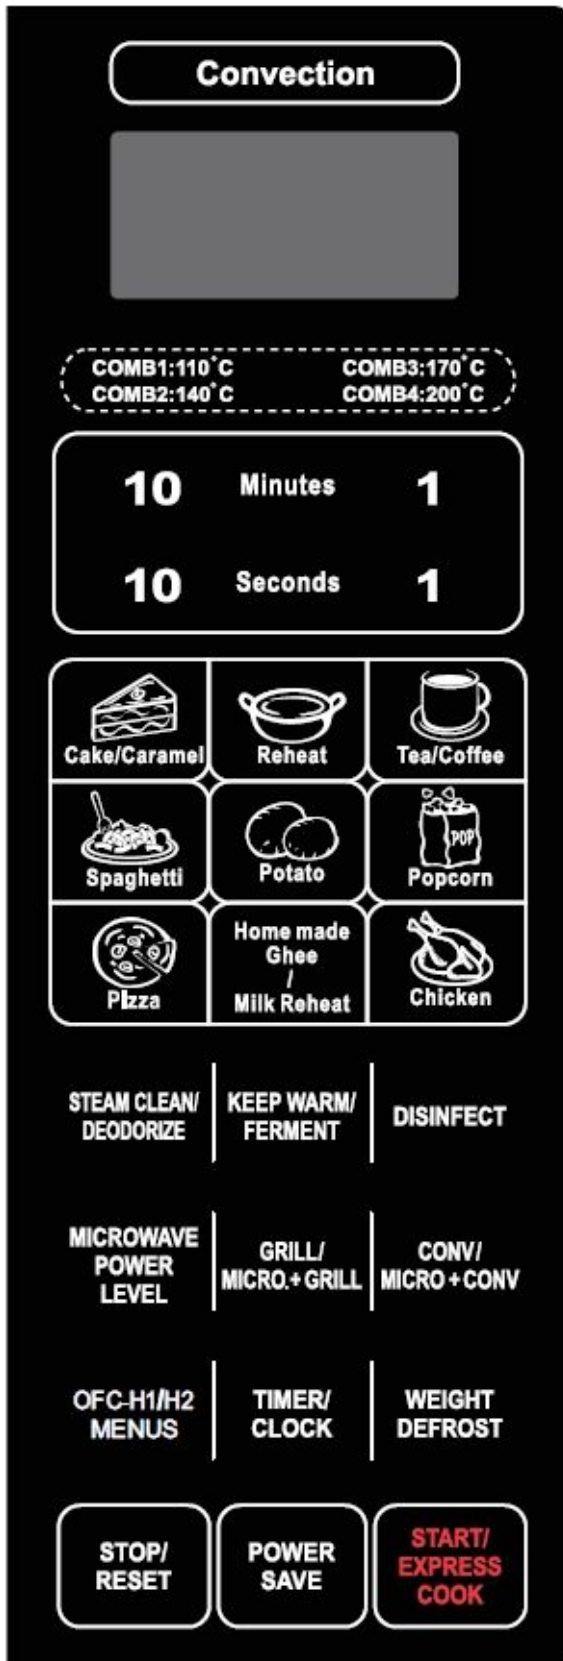 Convection
COMB1:110°C COMB3:170°C
COMB2:140°C COMB4:200°C
10 Minutes 1
10 Seconds 1
Cake/Caramel Reheat Tea/Coffee
POP
Spaghetti Potato Popcorn
Pizza
Home made
Ghee
/
Milk Reheat
Chicken
STEAM CLEAN/
DEODORIZE
KEEP WARM/
FERMENT
DISINFECT
MICROWAVE
POWER
LEVEL
GRILL/
MICRO.+GRILL
CONV/
MICRO+CONV
OFC-H1/H2
MENUS
TIMER/
CLOCK
WEIGHT
DEFROST
STOP/
RESET
POWER
SAVE
START/
EXPRESS
COOK